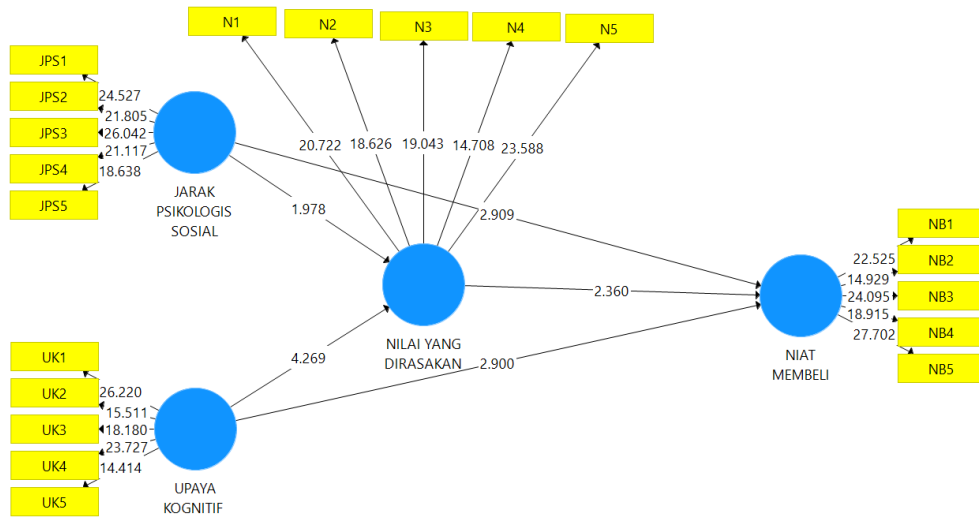 N1
N2
N3
N4
N5
JPS1
JPS2
JPS3
JPS4
JPS5
24.527
21.805
26.042
21.117
18.638
JARAK
PSIKOLOGIS
SOSIAL
20.722
18.626
19.043
14.708
23.588
1.978
2.909
NILAI YANG
DIRASAKAN
2.360
4.269
2.900
NB1
NB2
NB3
NB4
NB5
22.525
14.929
24.095
18.915
27.702
NIAT
MEMBELI
UK1
UK2
UK3
UK4
UK5
26.220
15.511
18.180
23.727
14.414
UPAYA
KOGNITIF